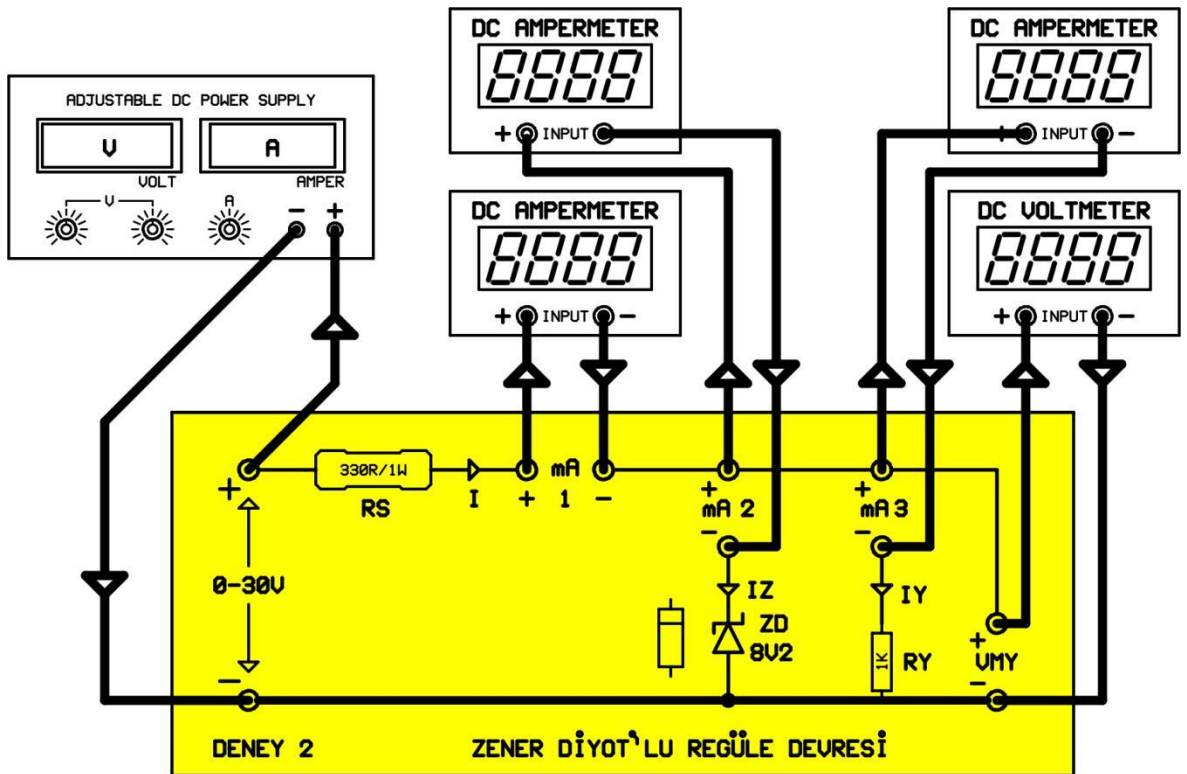 DC AMPERMETER
8888
+ INPUT
DC AMPERMETER
8888
+ INPUT -
ADJUSTABLE DC POWER SUPPLY
V A
VOLT AMPER
V A - +
DC AMPERMETER
8888
+ INPUT -
DC VOLTMETER
8888
+ INPUT -
+ 330R/1W mA
RS I + 1 -
+ mA 2 -
+ mA 3 -
0-30V
IZ
ZD
8V2
IY
1K RY
+
VMY
-
-
DENEY 2 ZENER DİYOT'LU REGÜLE DEVRESİ